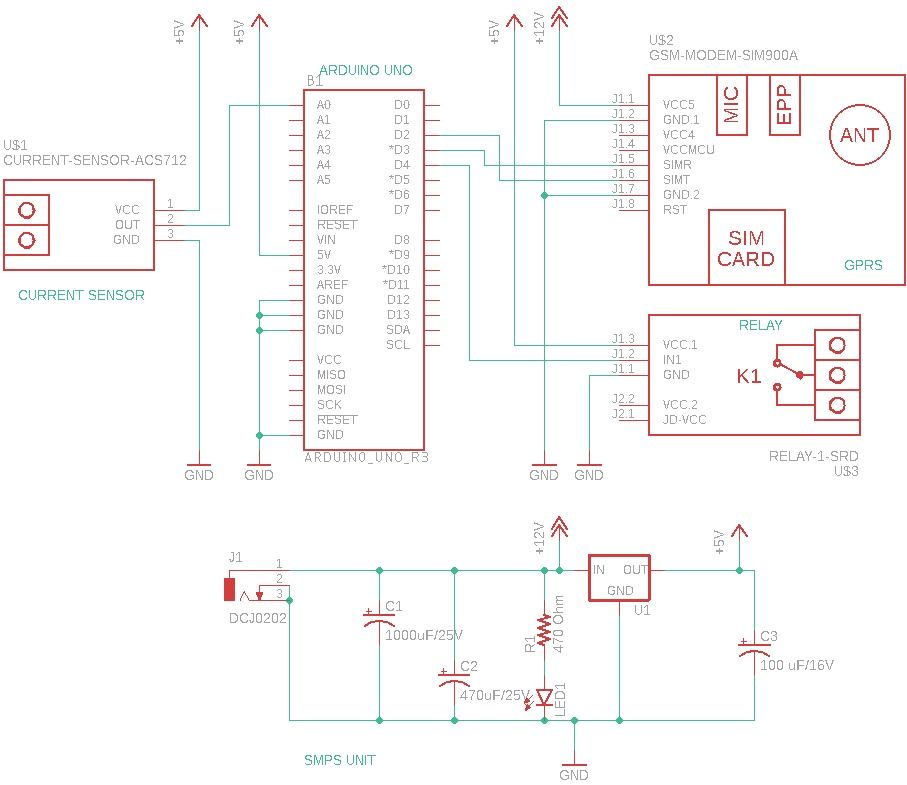 +5V
+5V
+5V
+12V
U$1
CURRENT-SENSOR-ACS712
VCC 1
OUT 2
GND 3
CURRENT SENSOR
ARDUINO UNO
B1
A0 D0
A1 D1
A2 D2
A3 *D3
A4 D4
A5 *D5
*D6
IOREF D7
RESET
VIN D8
5V *D9
3.3V *D10
AREF *D11
GND D12
GND D13
GND SDA
SCL
VCC
MISO
MOSI
SCK
RESET
GND
ARDUINO_UNO_R3
GND
GND
GND
GND
U$2
GSM-MODEM-SIM900A
J1.1 VCC5
J1.2 GND.1
J1.3 VCC4
J1.4 VCCMCU
J1.5 SIMR
J1.6 SIMT
J1.7 GND.2
J1.8 RST
MIC
EPP
ANT
SIM
CARD
GPRS
RELAY
J1.3 VCC.1
J1.2 IN1
J1.1 GND
J2.2 VCC.2
J2.1 JD-VCC
K1
RELAY-1-SRD
U$3
J1
1
2
3
DCJ0202
C1
1000uF/25V
C2
470uF/25V
R1
470 Ohm
LED1
+12V
IN OUT
GND
U1
+5V
C3
100 uF/16V
SMPS UNIT
GND